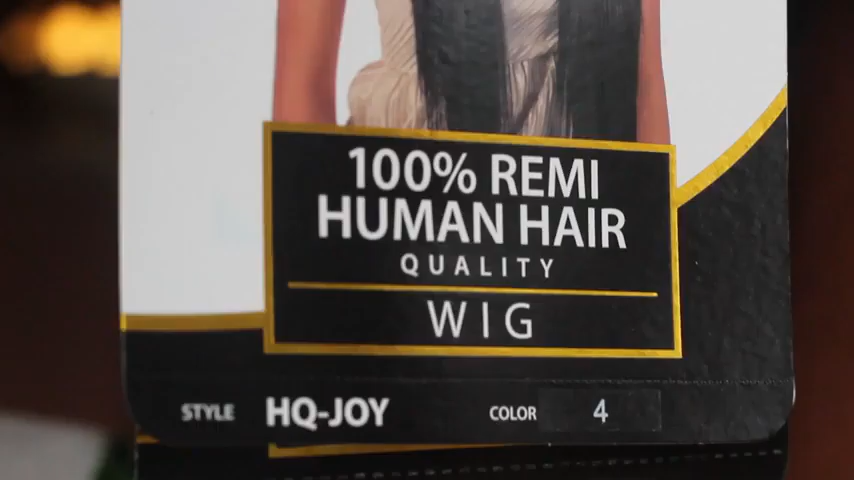 100% REMI
HUMAN HAIR
QUALITY
WIG
STYLE HQ-JOY COLOR 4